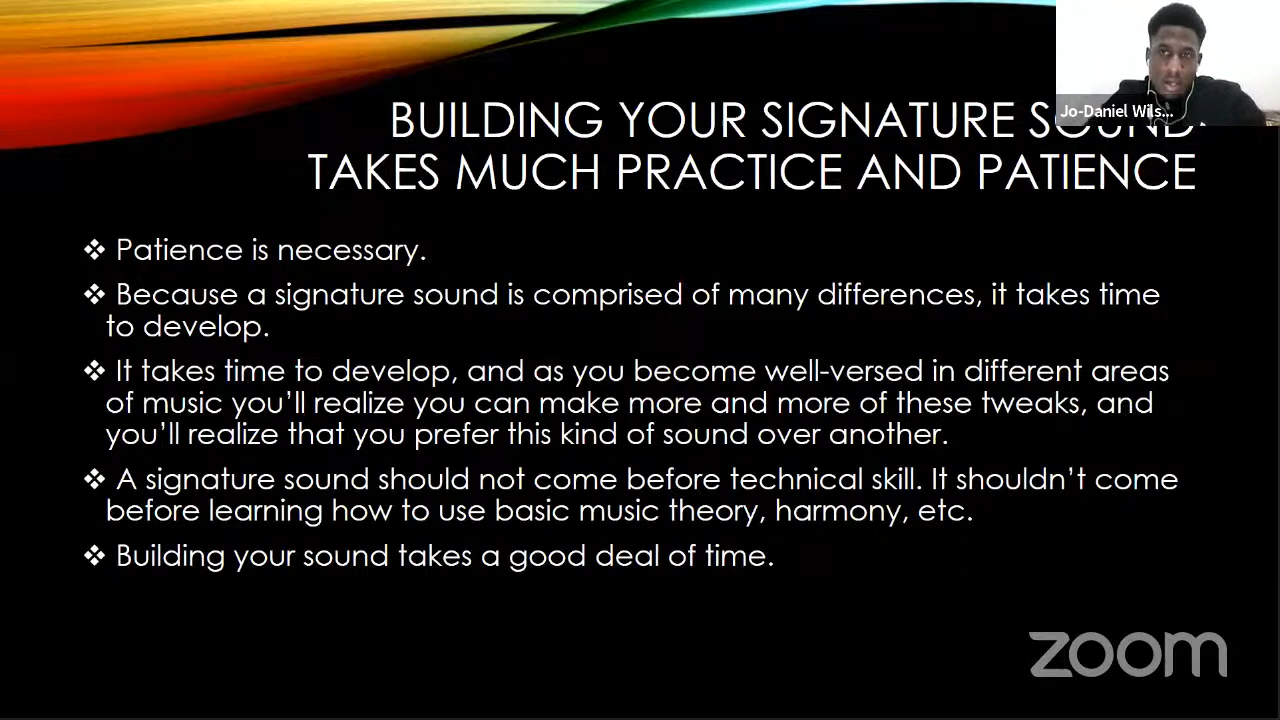 Jo-Daniel Wils...
BUILDING YOUR SIGNATURE SOUND
TAKES MUCH PRACTICE AND PATIENCE
❖ Patience is necessary.
❖ Because a signature sound is comprised of many differences, it takes time
to develop.
❖ It takes time to develop, and as you become well-versed in different areas
of music you’ll realize you can make more and more of these tweaks, and
you’ll realize that you prefer this kind of sound over another.
❖ A signature sound should not come before technical skill. It shouldn’t come
before learning how to use basic music theory, harmony, etc.
❖ Building your sound takes a good deal of time.
zoom